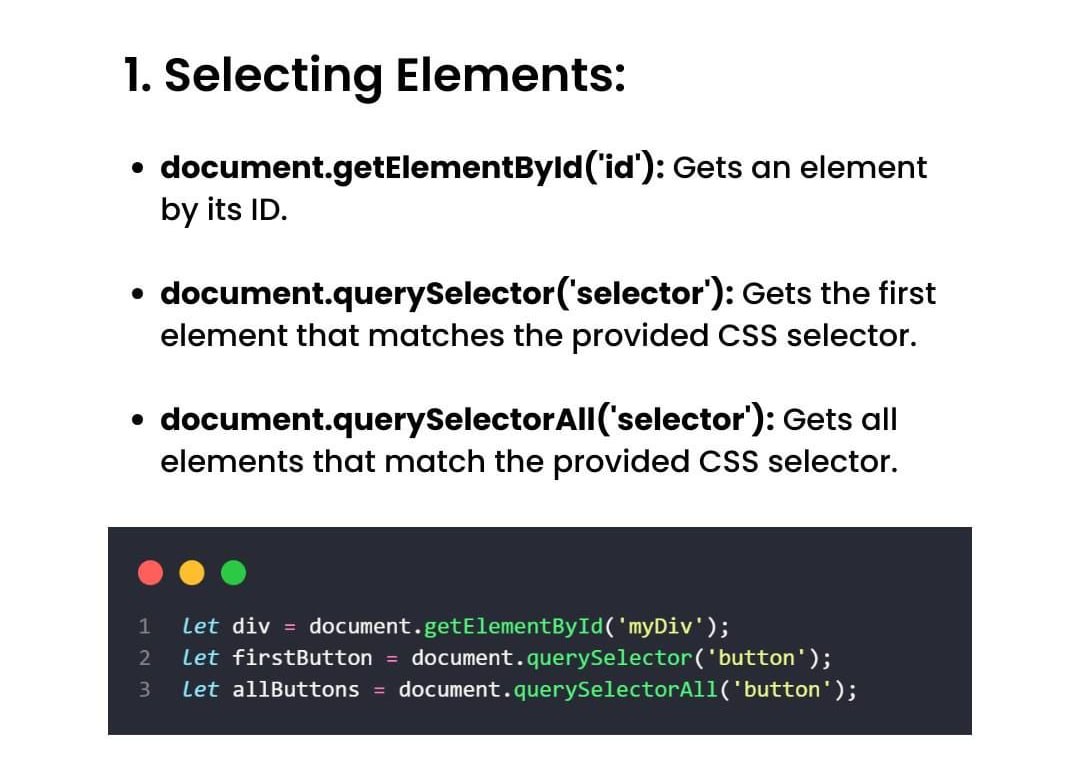 1. Selecting Elements:
• document.getElementById('id'): Gets an element
by its ID.
• document.querySelector('selector'): Gets the first
element that matches the provided CSS selector.
• document.querySelectorAll('selector'): Gets all
elements that match the provided CSS selector.
1 let div = document.getElementById('myDiv');
2 let firstButton = document.querySelector('button');
3 let allButtons = document.querySelectorAll('button');